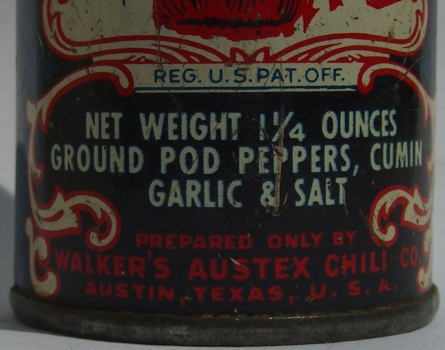 REG. U.S. PAT. OFF.
NET WEIGHT 1¼ OUNCES
GROUND POD PEPPERS, CUMIN
GARLIC & SALT
PREPARED ONLY BY
WALKER'S AUSTEX CHILI CO.
AUSTIN, TEXAS, U. S. A.